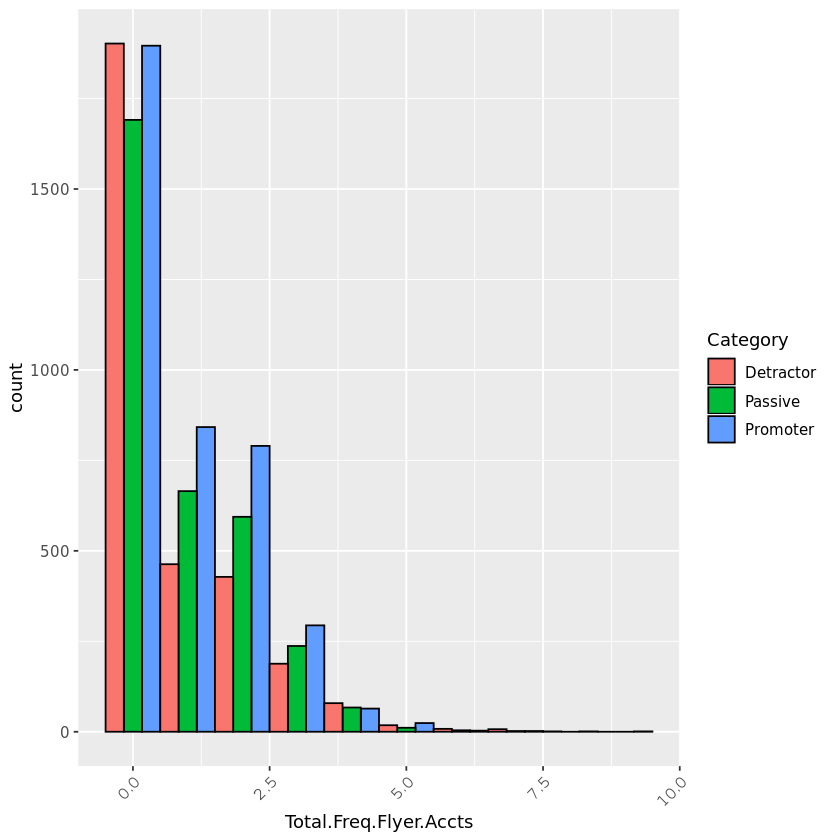 1500
1000
500
0
count
0.0
2.5
5.0
7.5
10.0
Total.Freq.Flyer.Accts
Category
Detractor
Passive
Promoter